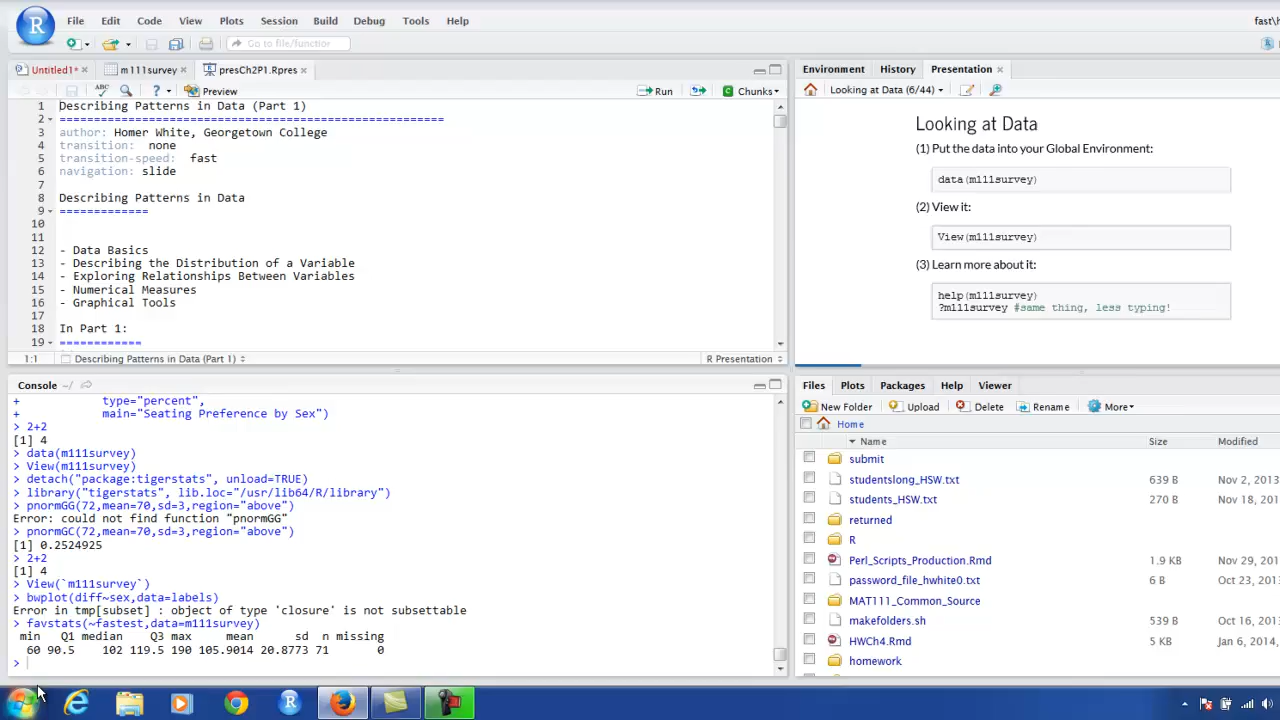 File Edit Code View Plots Session Build Debug Tools Help
fast\h
Go to file/function
Untitled1* × m111survey × presCh2P1.Rpres ×
ABC Preview Run Chunks
1 Describing Patterns in Data (Part 1)
2 ==========================================================
3 author: Homer White, Georgetown College
4 transition: none
5 transition-speed: fast
6 navigation: slide
7
8 Describing Patterns in Data
9 =============
10
11
12 - Data Basics
13 - Describing the Distribution of a Variable
14 - Exploring Relationships Between Variables
15 - Numerical Measures
16 - Graphical Tools
17
18 In Part 1:
19 ============
1:1 Describing Patterns in Data (Part 1) R Presentation
Console ~/
+ type="percent",
+ main="Seating Preference by Sex")
> 2+2
[1] 4
> data(m111survey)
> View(m111survey)
> detach("package:tigerstats", unload=TRUE)
> library("tigerstats", lib.loc="/usr/lib64/R/library")
> pnormGG(72,mean=70,sd=3,region="above")
Error: could not find function "pnormGG"
> pnormGC(72,mean=70,sd=3,region="above")
[1] 0.2524925
> 2+2
[1] 4
> View(`m111survey`)
> bwplot(diff~sex,data=labels)
Error in tmp[subset] : object of type 'closure' is not subsettable
> favstats(~fastest,data=m111survey)
min Q1 median Q3 max mean sd n missing
60 90.5 102 119.5 190 105.9014 20.8773 71 0
>
Environment History Presentation ×
Looking at Data (6/44)
Looking at Data
(1) Put the data into your Global Environment:
data(m111survey)
(2) View it:
View(m111survey)
(3) Learn more about it:
help(m111survey)
?m111survey #same thing, less typing!
Files Plots Packages Help Viewer
New Folder Upload Delete Rename More
Home
Name Size Modified
submit
studentslong_HSW.txt 639 B Nov 2, 2013
students_HSW.txt 270 B Nov 18, 201
returned
R
Perl_Scripts_Production.Rmd 1.9 KB Nov 29, 201
password_file_hwhite0.txt 6 B Oct 23, 201
MAT111_Common_Source
makefolders.sh 539 B Oct 16, 201
HWCh4.Rmd 5 KB Jan 6, 2014,
homework